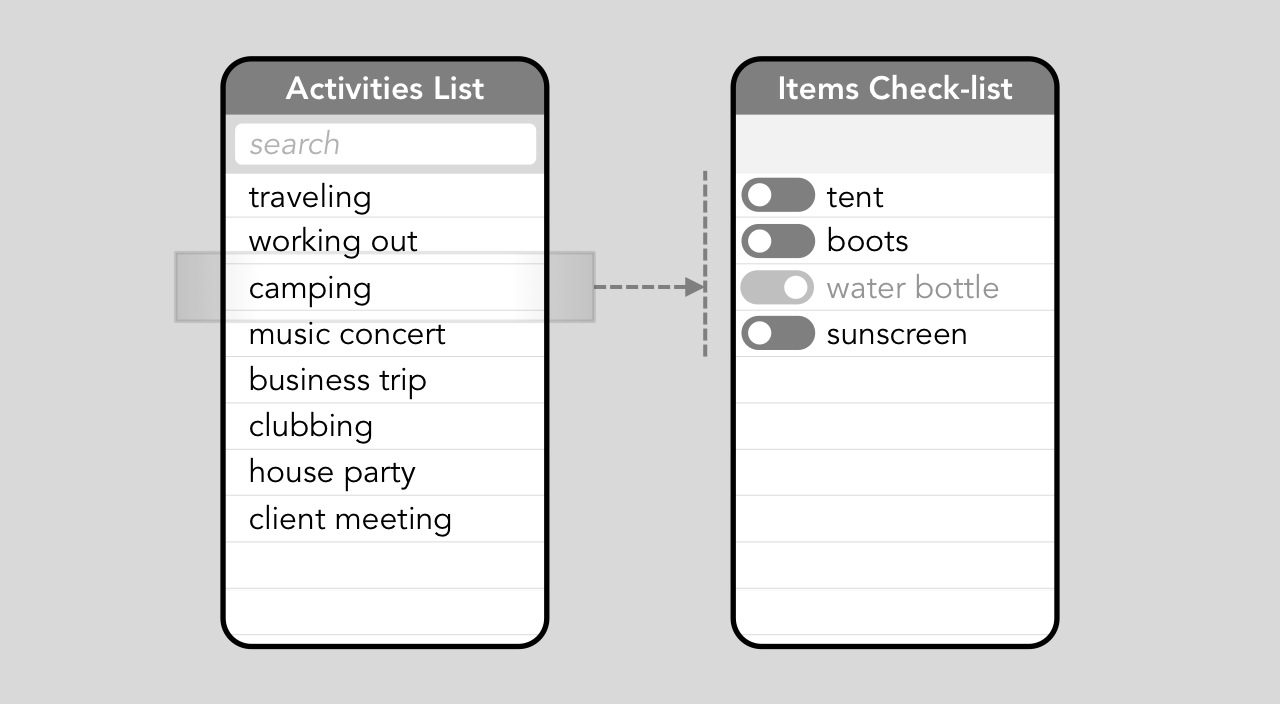 Activities List
search
traveling
working out
camping
music concert
business trip
clubbing
house party
client meeting
Items Check-list
tent
boots
water bottle
sunscreen